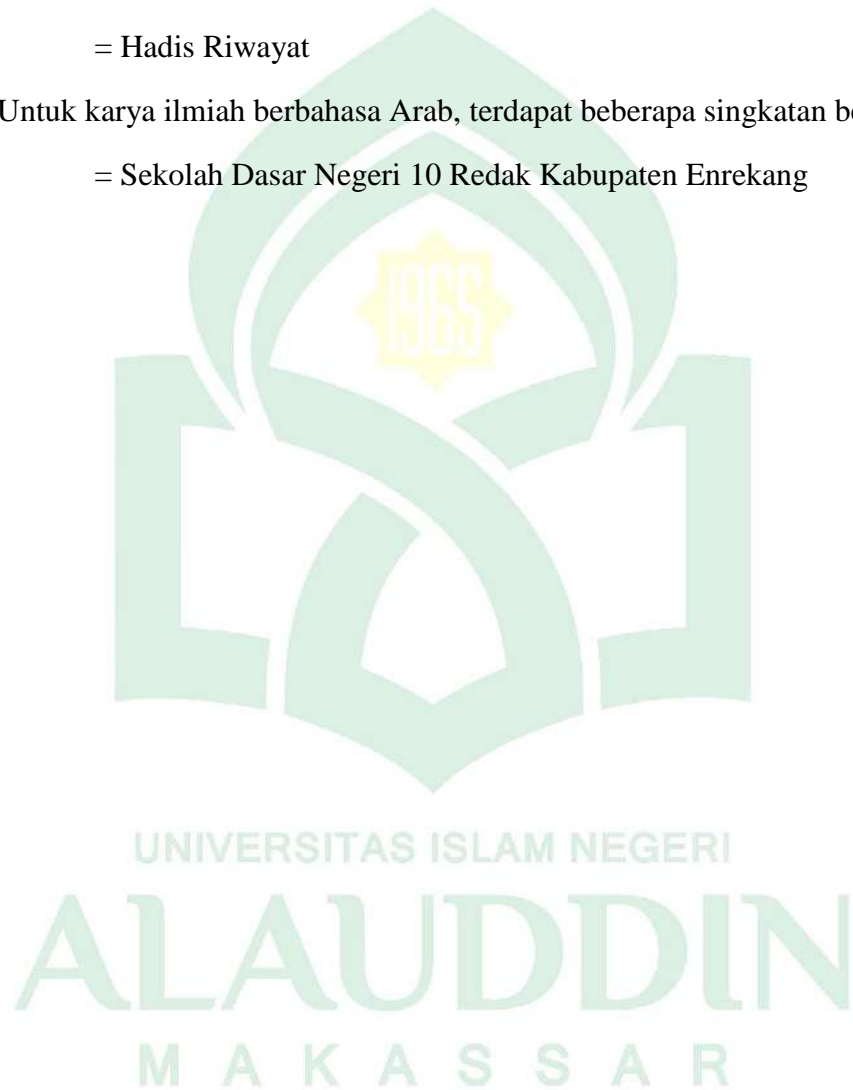 = Hadis Riwayat
Untuk karya ilmiah berbahasa Arab, terdapat beberapa singkatan
= Sekolah Dasar Negeri 10 Redak Kabupaten Enrekang
1965
UNIVERSITAS ISLAM NEGERI
ALAUDDIN
MAKASSAR